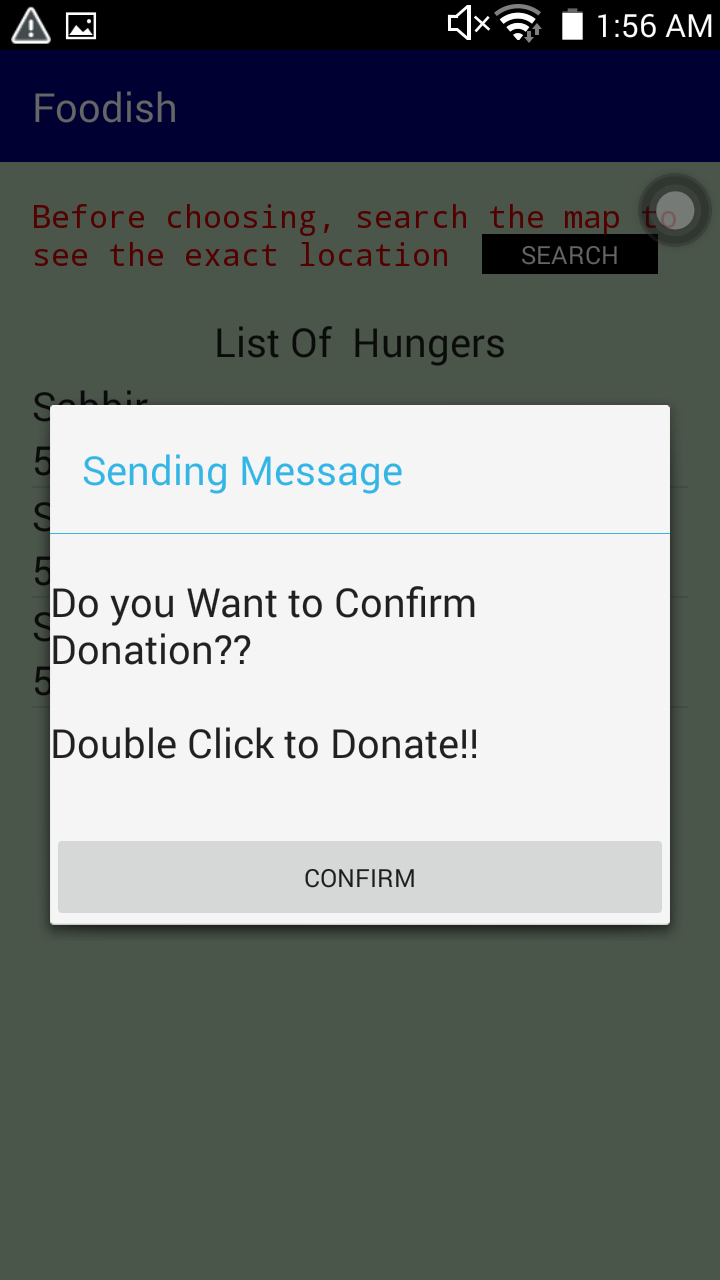 1:56 AM
Foodish
Before choosing, search the map to
see the exact location
SEARCH
List Of  Hungers
Sabbir
5
S
5
S
5
Sending Message
Do you Want to Confirm
Donation??
Double Click to Donate!!
CONFIRM